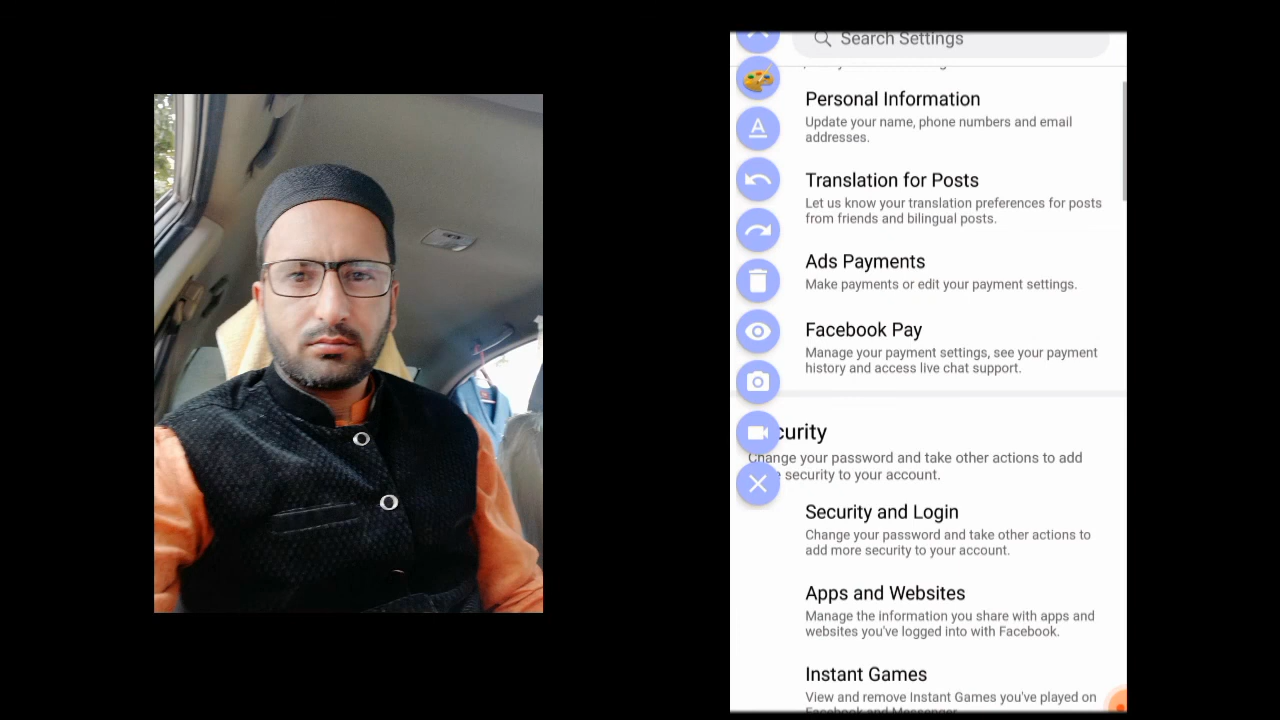 Search Settings
Personal Information
Update your name, phone numbers and email
addresses.
Translation for Posts
Let us know your translation preferences for posts
from friends and bilingual posts.
Ads Payments
Make payments or edit your payment settings.
Facebook Pay
Manage your payment settings, see your payment
history and access live chat support.
curity
Change your password and take other actions to add
security to your account.
Security and Login
Change your password and take other actions to
add more security to your account.
Apps and Websites
Manage the information you share with apps and
websites you've logged into with Facebook.
Instant Games
View and remove Instant Games you've played on
Facebook and Messenger.
A